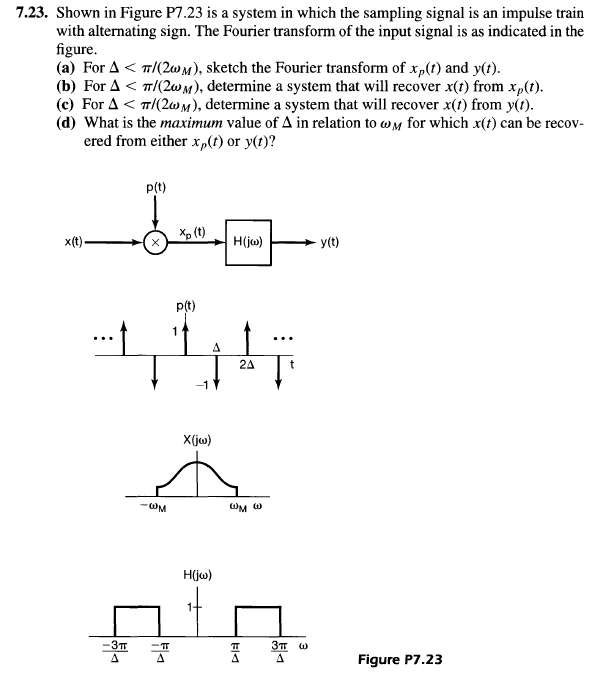 7.23. Shown in Figure P7.23 is a system in which the sampling signal is an impulse train
with alternating sign. The Fourier transform of the input signal is as indicated in the
figure.
(a) For Δ < π/(2ω_M), sketch the Fourier transform of x_p(t) and y(t).
(b) For Δ < π/(2ω_M), determine a system that will recover x(t) from x_p(t).
(c) For Δ < π/(2ω_M), determine a system that will recover x(t) from y(t).
(d) What is the maximum value of Δ in relation to ω_M for which x(t) can be recov-
ered from either x_p(t) or y(t)?
p(t)
x(t)
×
x_p (t)
H(jω)
y(t)
p(t)
...
1
Δ
...
2Δ
t
−1
X(jω)
−ω_M
ω_M ω
H(jω)
1
−3π/Δ
−π/Δ
π/Δ
3π/Δ
ω
Figure P7.23